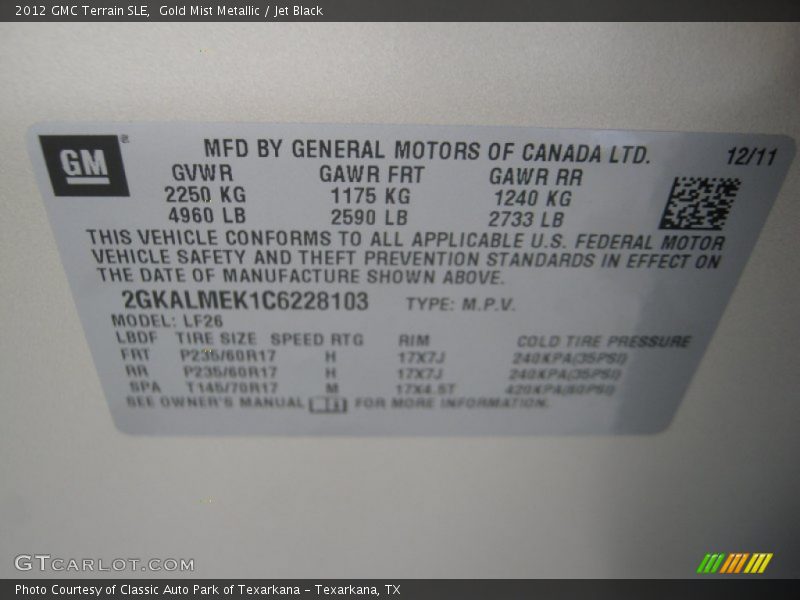 2012 GMC Terrain SLE,  Gold Mist Metallic / Jet Black
GM
MFD BY GENERAL MOTORS OF CANADA LTD. 12/11
GVWR GAWR FRT GAWR RR
2250 KG 1175 KG 1240 KG
4960 LB 2590 LB 2733 LB
THIS VEHICLE CONFORMS TO ALL APPLICABLE U.S. FEDERAL MOTOR
VEHICLE SAFETY AND THEFT PREVENTION STANDARDS IN EFFECT ON
THE DATE OF MANUFACTURE SHOWN ABOVE.
2GKALMEK1C6228103 TYPE: M.P.V.
MODEL: LF26
LBDF TIRE SIZE SPEED RTG RIM COLD TIRE PRESSURE
FRT P235/60R17 H 17X7J 240KPA(35PSI)
RR P235/60R17 H 17X7J 240KPA(35PSI)
SPA T145/70R17 M 17X4.5T 420KPA(60PSI)
SEE OWNER'S MANUAL FOR MORE INFORMATION.
GTCARLOT.COM
Photo Courtesy of Classic Auto Park of Texarkana – Texarkana, TX